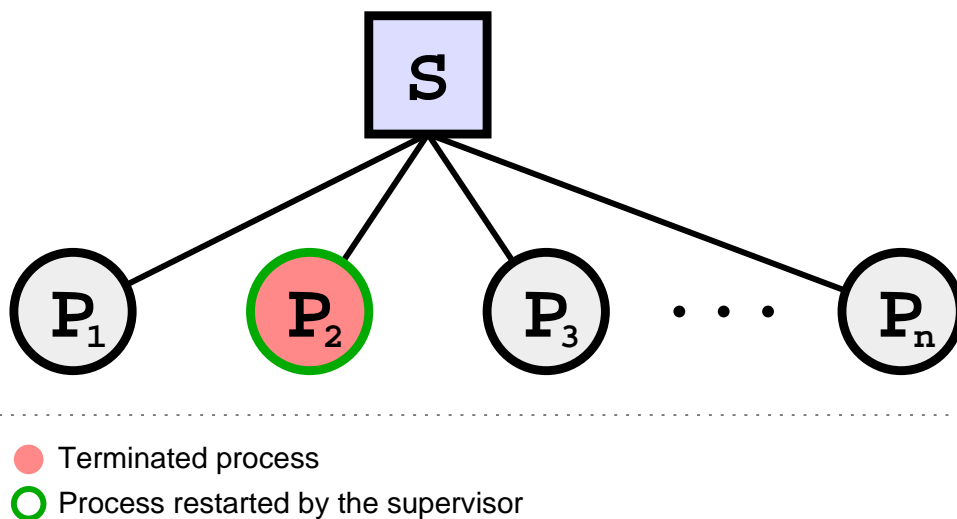 S
P1 P2 P3 . . . Pn
Terminated process
Process restarted by the supervisor